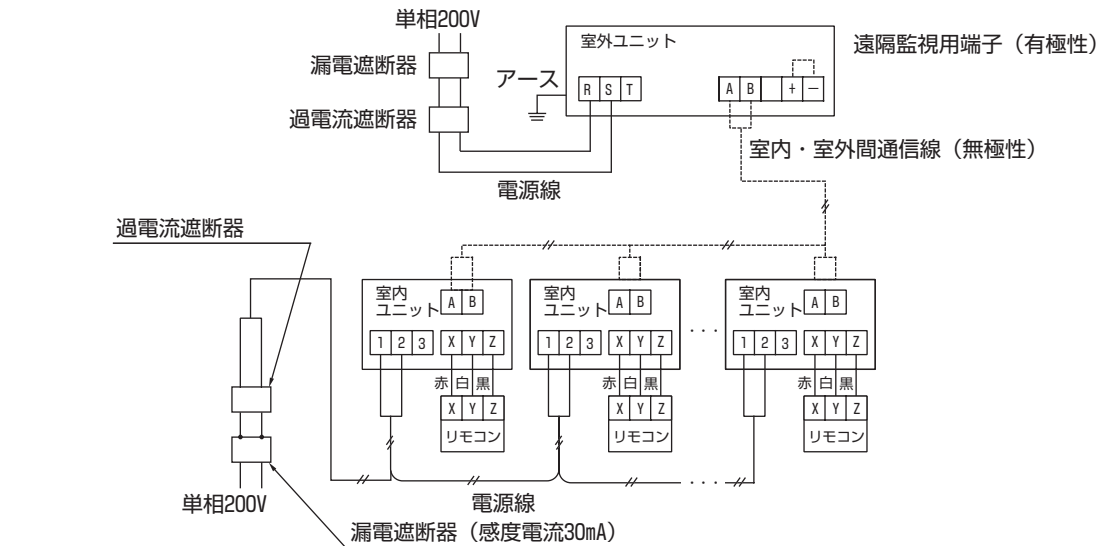 単相200V
漏電遮断器
過電流遮断器
アース
室外ユニット
R S T
A B + −
遠隔監視用端子（有極性）
室内・室外間通信線（無極性）
電源線
過電流遮断器
室内
ユニット
A B
1 2 3
X Y Z
赤 白 黒
X Y Z
リモコン
室内
ユニット
A B
1 2 3
X Y Z
赤 白 黒
X Y Z
リモコン
・・・
室内
ユニット
A B
1 2 3
X Y Z
赤 白 黒
X Y Z
リモコン
・・・
単相200V
電源線
漏電遮断器（感度電流30mA）